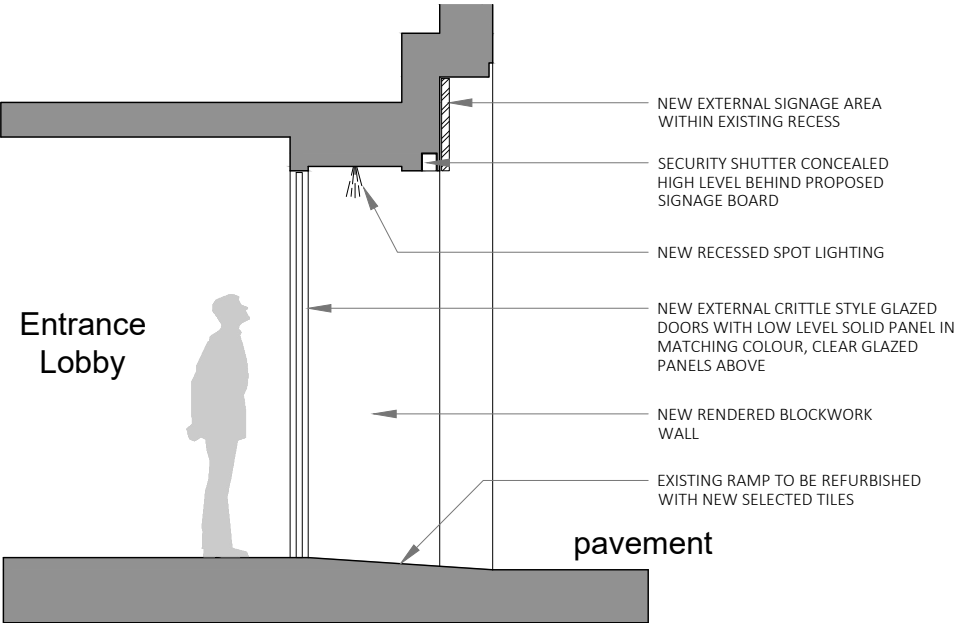 NEW EXTERNAL SIGNAGE AREA
WITHIN EXISTING RECESS
SECURITY SHUTTER CONCEALED
HIGH LEVEL BEHIND PROPOSED
SIGNAGE BOARD
NEW RECESSED SPOT LIGHTING
NEW EXTERNAL CRITTLE STYLE GLAZED
DOORS WITH LOW LEVEL SOLID PANEL IN
MATCHING COLOUR, CLEAR GLAZED
PANELS ABOVE
Entrance
Lobby
NEW RENDERED BLOCKWORK
WALL
EXISTING RAMP TO BE REFURBISHED
WITH NEW SELECTED TILES
pavement